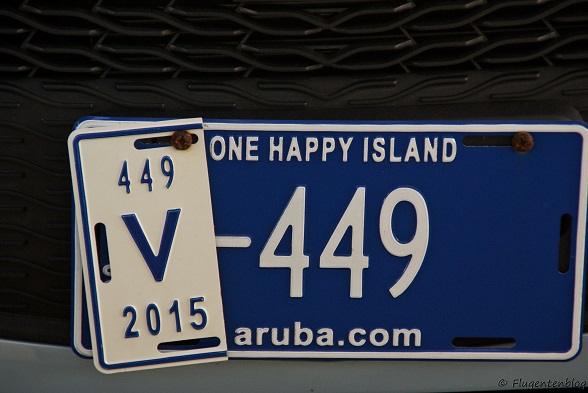 ONE HAPPY ISLAND
449
V
2015
-449
aruba.com
© Flugentenblog